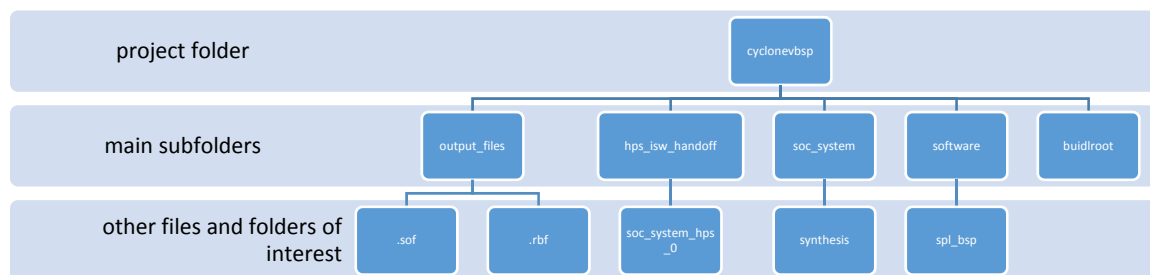 project folder
cyclonevbsp
main subfolders
output_files
hps_isw_handoff
soc_system
software
buidlroot
other files and folders of
interest
.sof
.rbf
soc_system_hps
_0
synthesis
spl_bsp